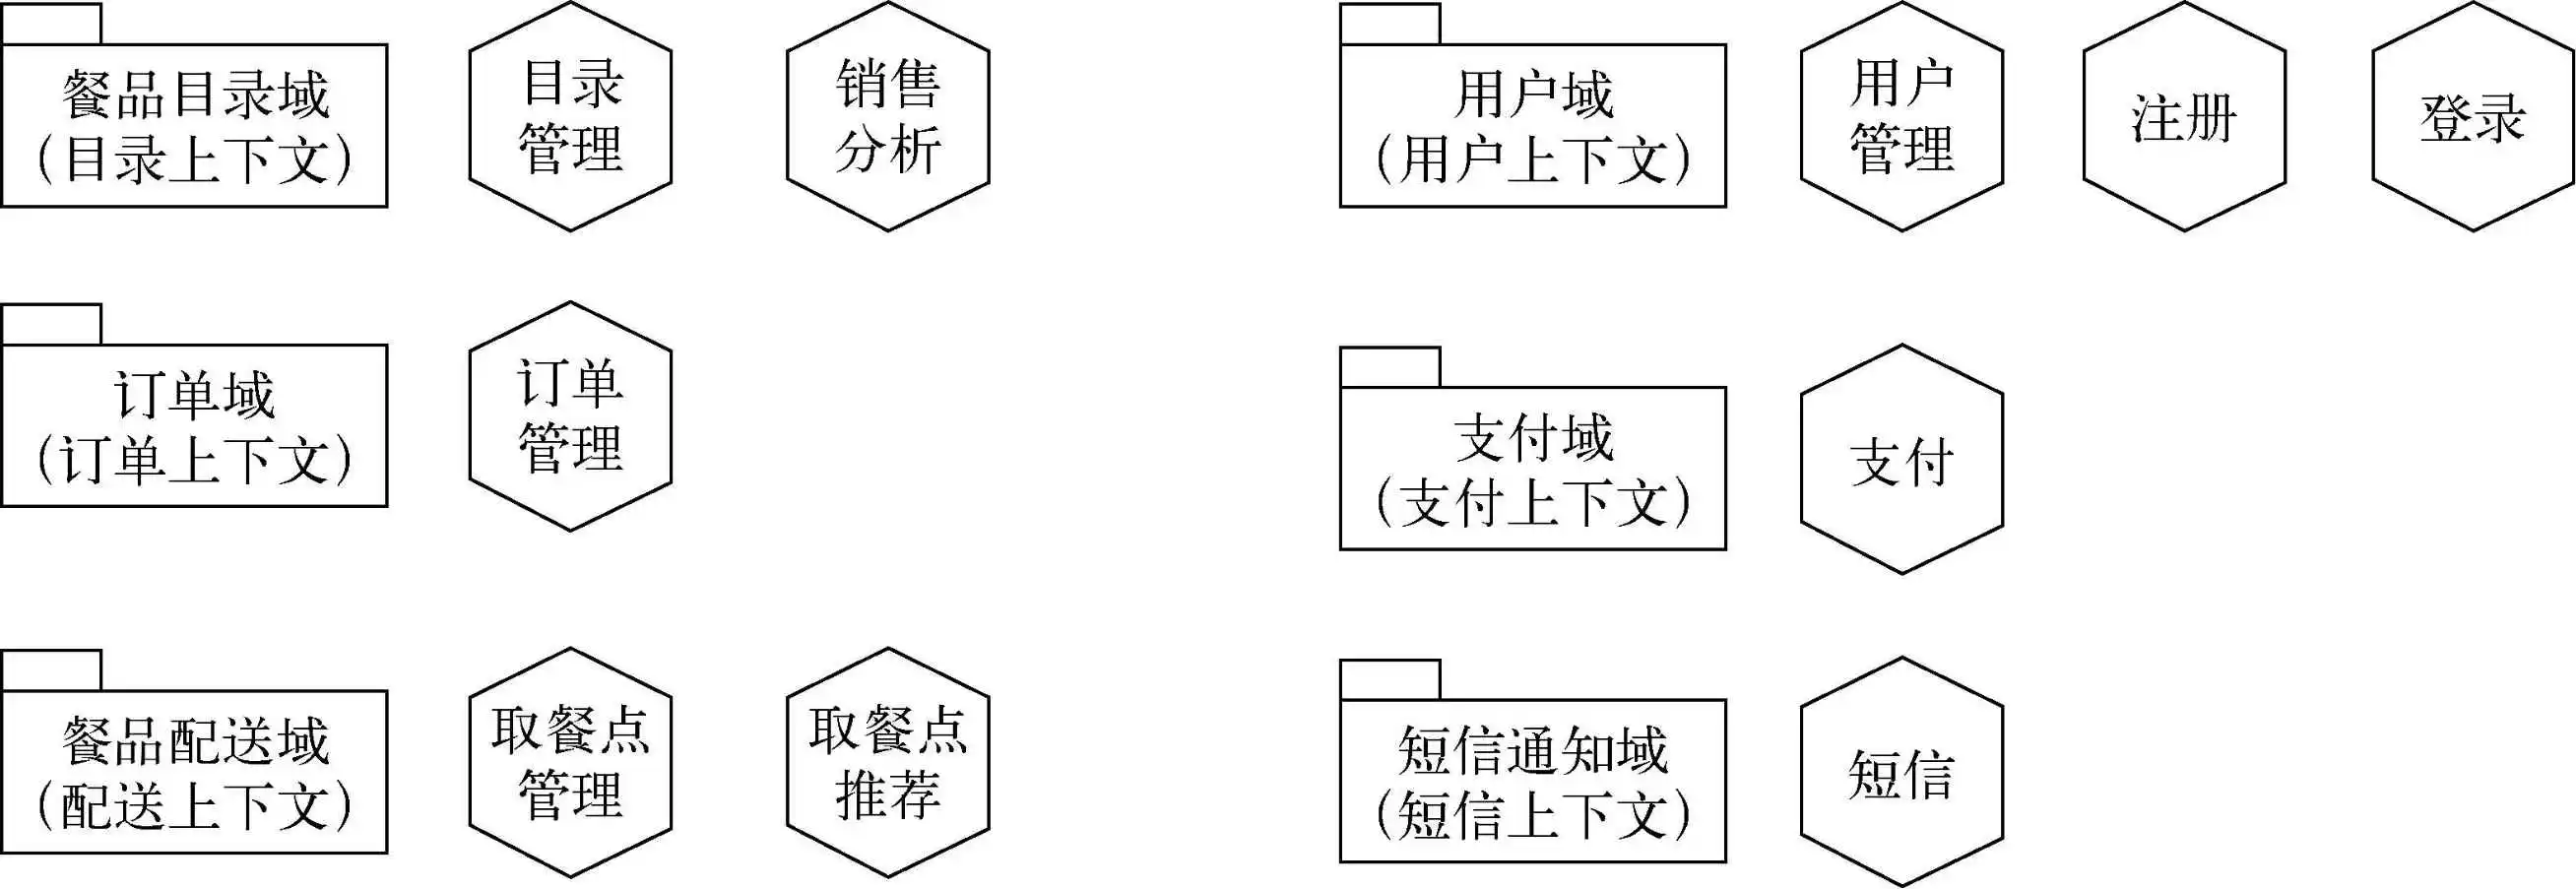 餐品目录域
（目录上下文）
目录
管理
销售
分析
用户域
（用户上下文）
用户
管理
注册
登录
订单域
（订单上下文）
订单
管理
支付域
（支付上下文）
支付
餐品配送域
（配送上下文）
取餐点
管理
取餐点
推荐
短信通知域
（短信上下文）
短信